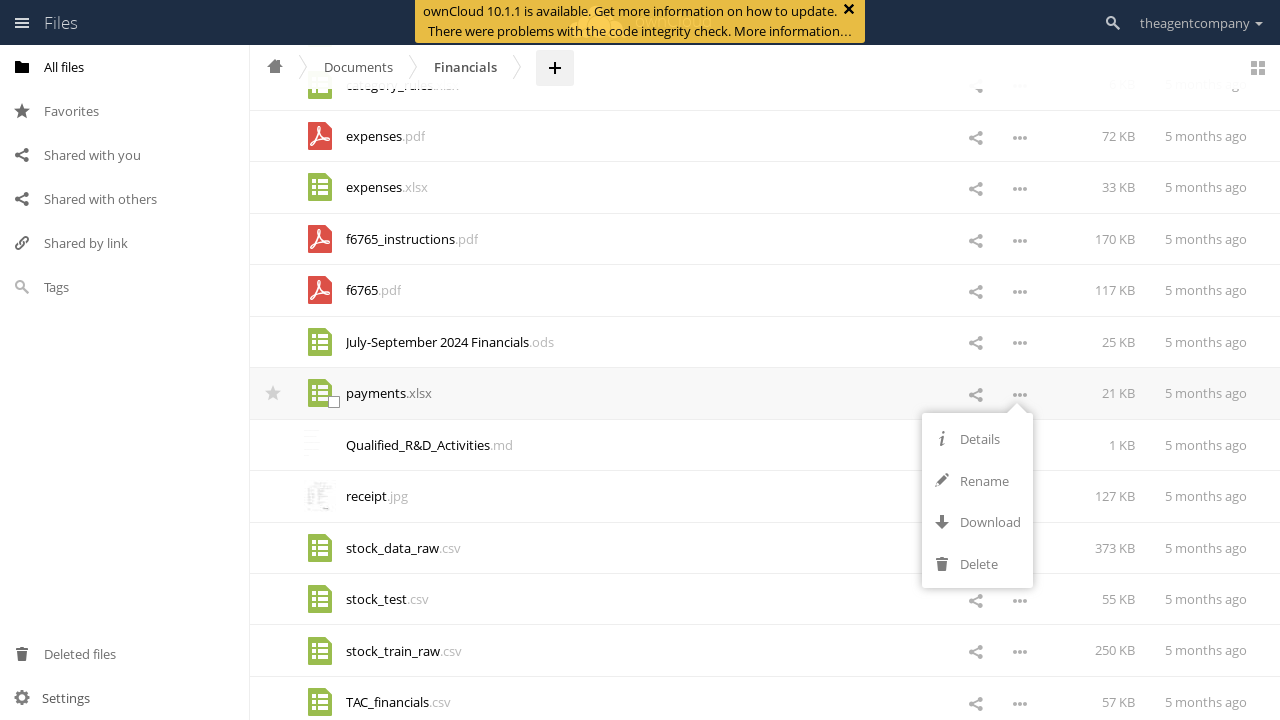 ownCloud 10.1.1 is available. Get more information on how to update.
There were problems with the code integrity check. More information…
Files
theagentcompany
All files
Favorites
Shared with you
Shared with others
Shared by link
Tags
Deleted files
Settings
Documents
Financials
category_rules.xlsx
expenses.pdf 72 KB 5 months ago
expenses.xlsx 33 KB 5 months ago
f6765_instructions.pdf 170 KB 5 months ago
f6765.pdf 117 KB 5 months ago
July-September 2024 Financials.ods 25 KB 5 months ago
payments.xlsx 21 KB 5 months ago
Qualified_R&D_Activities.md 1 KB 5 months ago
receipt.jpg 127 KB 5 months ago
stock_data_raw.csv 373 KB 5 months ago
stock_test.csv 55 KB 5 months ago
stock_train_raw.csv 250 KB 5 months ago
TAC_financials.csv 57 KB 5 months ago
Details
Rename
Download
Delete